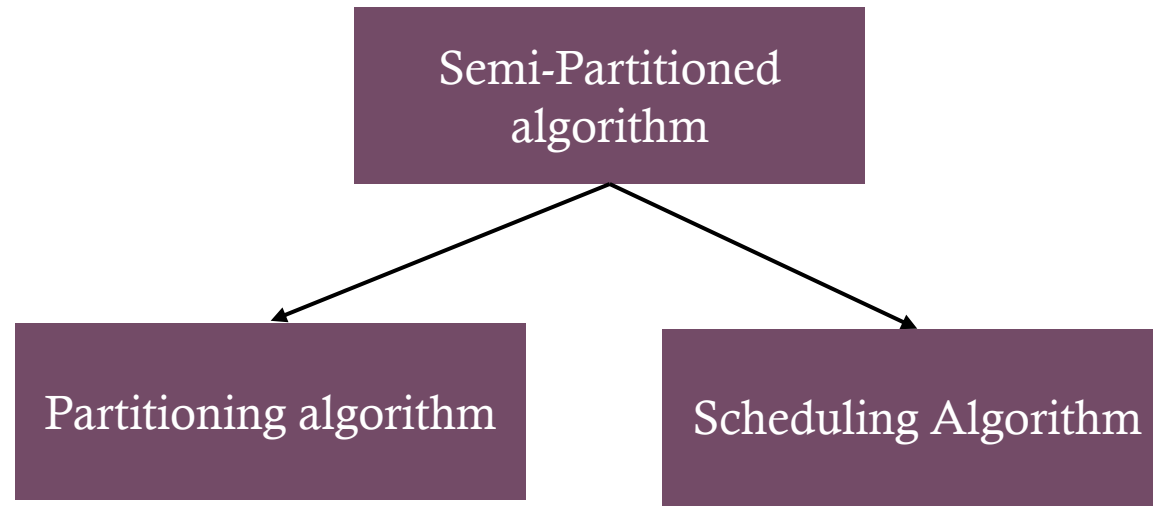 Semi-Partitioned
algorithm
Partitioning algorithm
Scheduling Algorithm